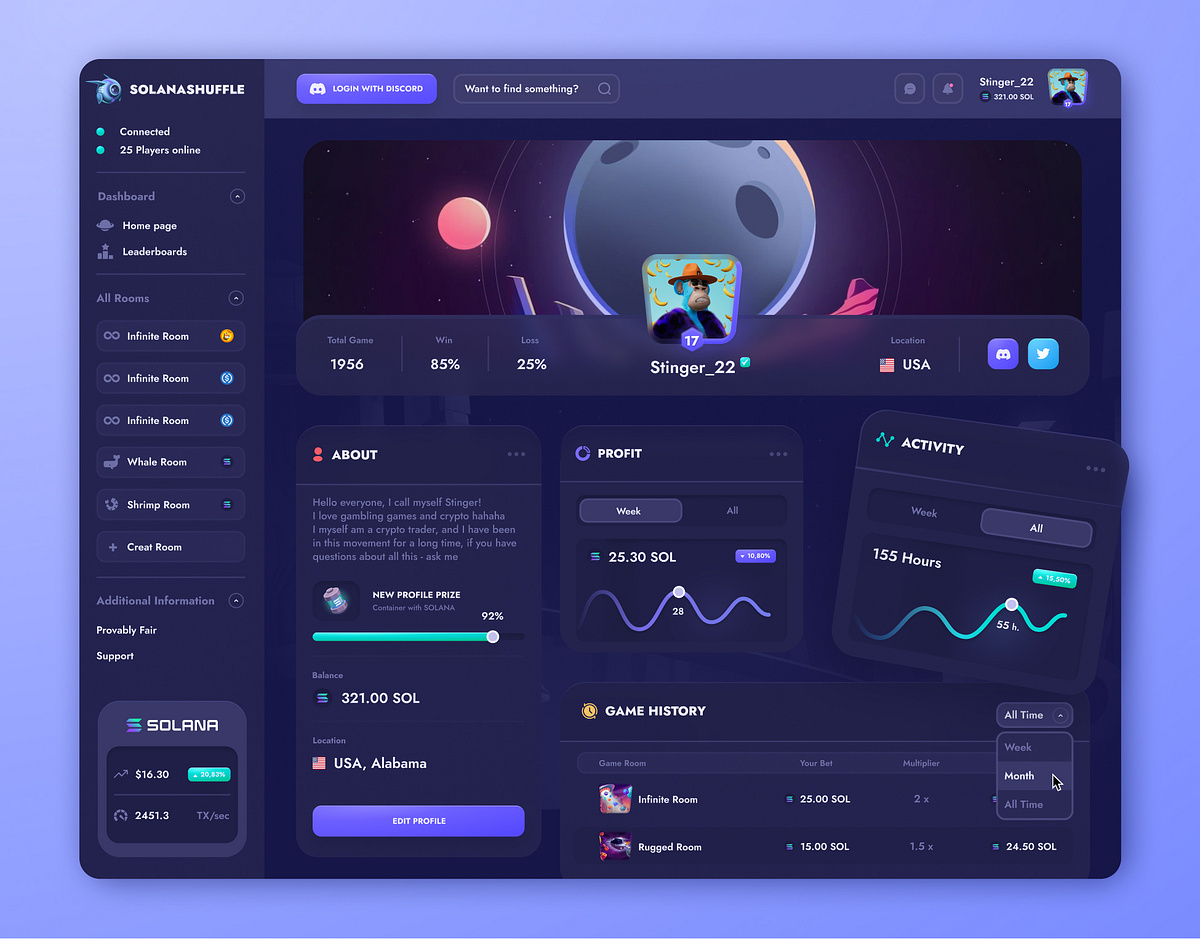 SOLANASHUFFLE
Connected
25 Players online
Dashboard
Home page
Leaderboards
All Rooms
Infinite Room
Infinite Room
Infinite Room
Whale Room
Shrimp Room
Creat Room
Additional Information
Provably Fair
Support
SOLANA
$16.30 20,83%
2451.3 TX/sec
LOGIN WITH DISCORD
Want to find something?
Stinger_22
321.00 SOL
17
Total Game
1956
Win
85%
Loss
25%
17
Stinger_22
Location
USA
ABOUT
Hello everyone, I call myself Stinger!
I love gambling games and crypto hahaha
I myself am a crypto trader, and I have been
in this movement for a long time, if you have
questions about all this - ask me
NEW PROFILE PRIZE
Container with SOLANA
92%
Balance
321.00 SOL
Location
USA, Alabama
EDIT PROFILE
PROFIT
Week All
25.30 SOL 10,80%
28
ACTIVITY
Week All
155 Hours
15,50%
55 h.
GAME HISTORY
All Time
Week
Month
All Time
Game Room Your Bet Multiplier
Infinite Room 25.00 SOL 2 x
Rugged Room 15.00 SOL 1.5 x 24.50 SOL